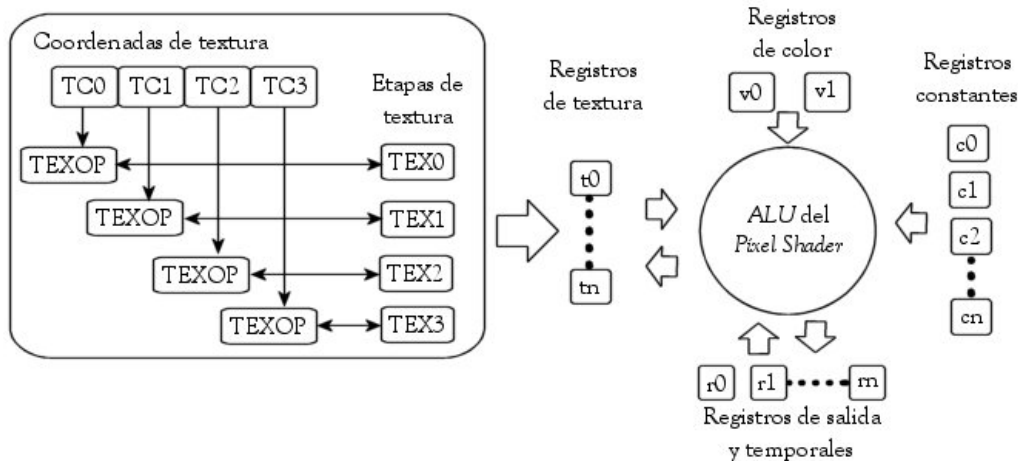 Coordenadas de textura
TC0 TC1 TC2 TC3
Etapas de
textura
TEXOP TEX0
TEXOP TEX1
TEXOP TEX2
TEXOP TEX3
Registros
de textura
t0
tn
Registros
de color
v0 v1
ALU del
Píxel Shader
Registros
constantes
c0
c1
c2
cn
r0 r1 rn
Registros de salida
y temporales